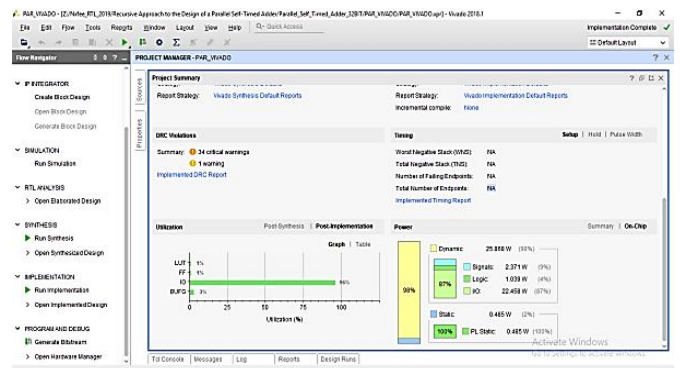 PAR_VIVADO - [Z:/Nxfee_RTL_2019/Recursive Approach to the Design of a Parallel Self-Timed Adder/Parallel_Self_Timed_Adder_32BIT/PAR_VIVADO/PAR_VIVADO.xpr] - Vivado 2018.1
File Edit Flow Tools Reports Window Layout View Help Quick Access Implementation Complete
Default Layout
Flow Navigator PROJECT MANAGER - PAR_VIVADO
IP INTEGRATOR
Create Block Design
Open Block Design
Generate Block Design
SIMULATION
Run Simulation
RTL ANALYSIS
Open Elaborated Design
SYNTHESIS
Run Synthesis
Open Synthesized Design
IMPLEMENTATION
Run Implementation
Open Implemented Design
PROGRAM AND DEBUG
Generate Bitstream
Open Hardware Manager
Sources
Properties
Project Summary
Report Strategy: Vivado Synthesis Default Reports
Report Strategy: Vivado Implementation Default Reports
Incremental compile: None
DRC Violations
Summary: 34 critical warnings
1 warning
Implemented DRC Report
Timing Setup | Hold | Pulse Width
Worst Negative Slack (WNS): NA
Total Negative Slack (TNS): NA
Number of Failing Endpoints: NA
Total Number of Endpoints: NA
Implemented Timing Report
Utilization Post-Synthesis | Post-Implementation
Graph | Table
LUT 1%
FF 1%
IO 96%
BUFG 3%
0 25 50 75 100
Utilization (%)
Power Summary | On-Chip
98%
Dynamic: 25.868 W (98%)
87%
Signals: 2.371 W (9%)
Logic: 1.039 W (4%)
I/O: 22.458 W (87%)
Static: 0.485 W (2%)
100% PL Static: 0.485 W (100%)
Activate Windows
Go to Settings to activate Windows.
Tcl Console Messages Log Reports Design Runs